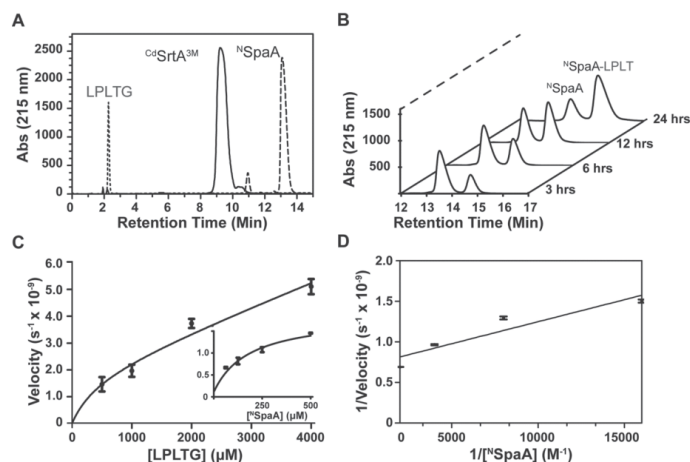 A
Abs (215 nm)
2500
2000
1500
1000
500
0
LPLTG
CdSrtA3M
NSpaA
0 2 4 6 8 10 12 14
Retention Time (Min)
B
Abs (215 nm)
1500
1000
500
NSpaA-LPLT
NSpaA
24 hrs
12 hrs
6 hrs
3 hrs
12 13 14 15 16 17
Retention Time (Min)
C
Velocity (s-1 x 10-9)
6.0
5.0
4.0
3.0
2.0
1.0
0
0 1000 2000 3000 4000
[LPLTG] (µM)
1.5
1.0
0.5
0
250 500
[NSpaA] (µM)
D
1/Velocity (s-1 x 10-9)
2.0
1.5
1.0
0.5
0
0 5000 10000 15000
1/[NSpaA] (M-1)